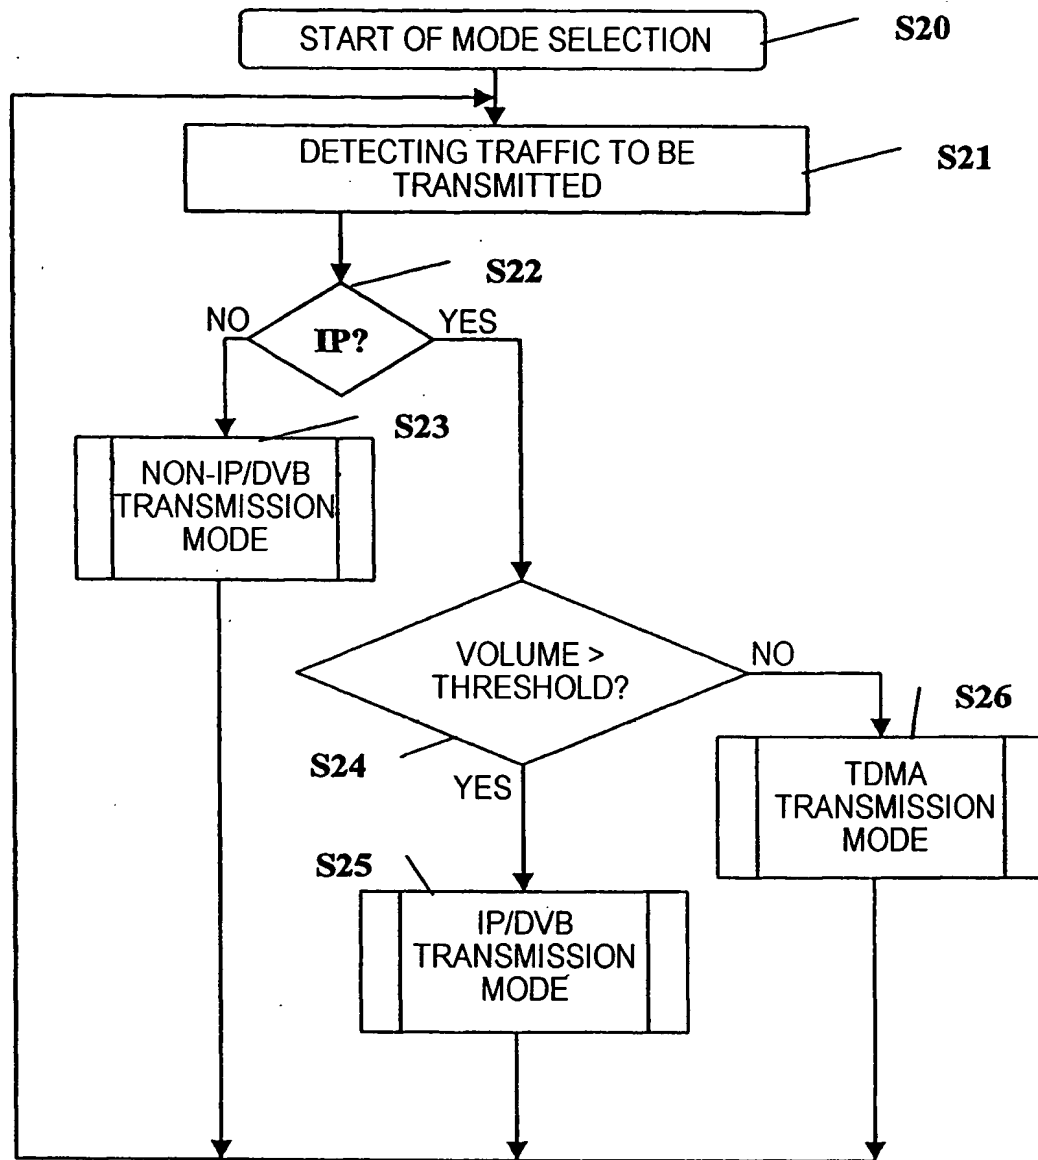 START OF MODE SELECTION
S20
DETECTING TRAFFIC TO BE
TRANSMITTED
S21
S22
NO
IP?
YES
S23
NON-IP/DVB
TRANSMISSION
MODE
VOLUME >
THRESHOLD?
NO
S24
YES
S26
TDMA
TRANSMISSION
MODE
S25
IP/DVB
TRANSMISSION
MODE